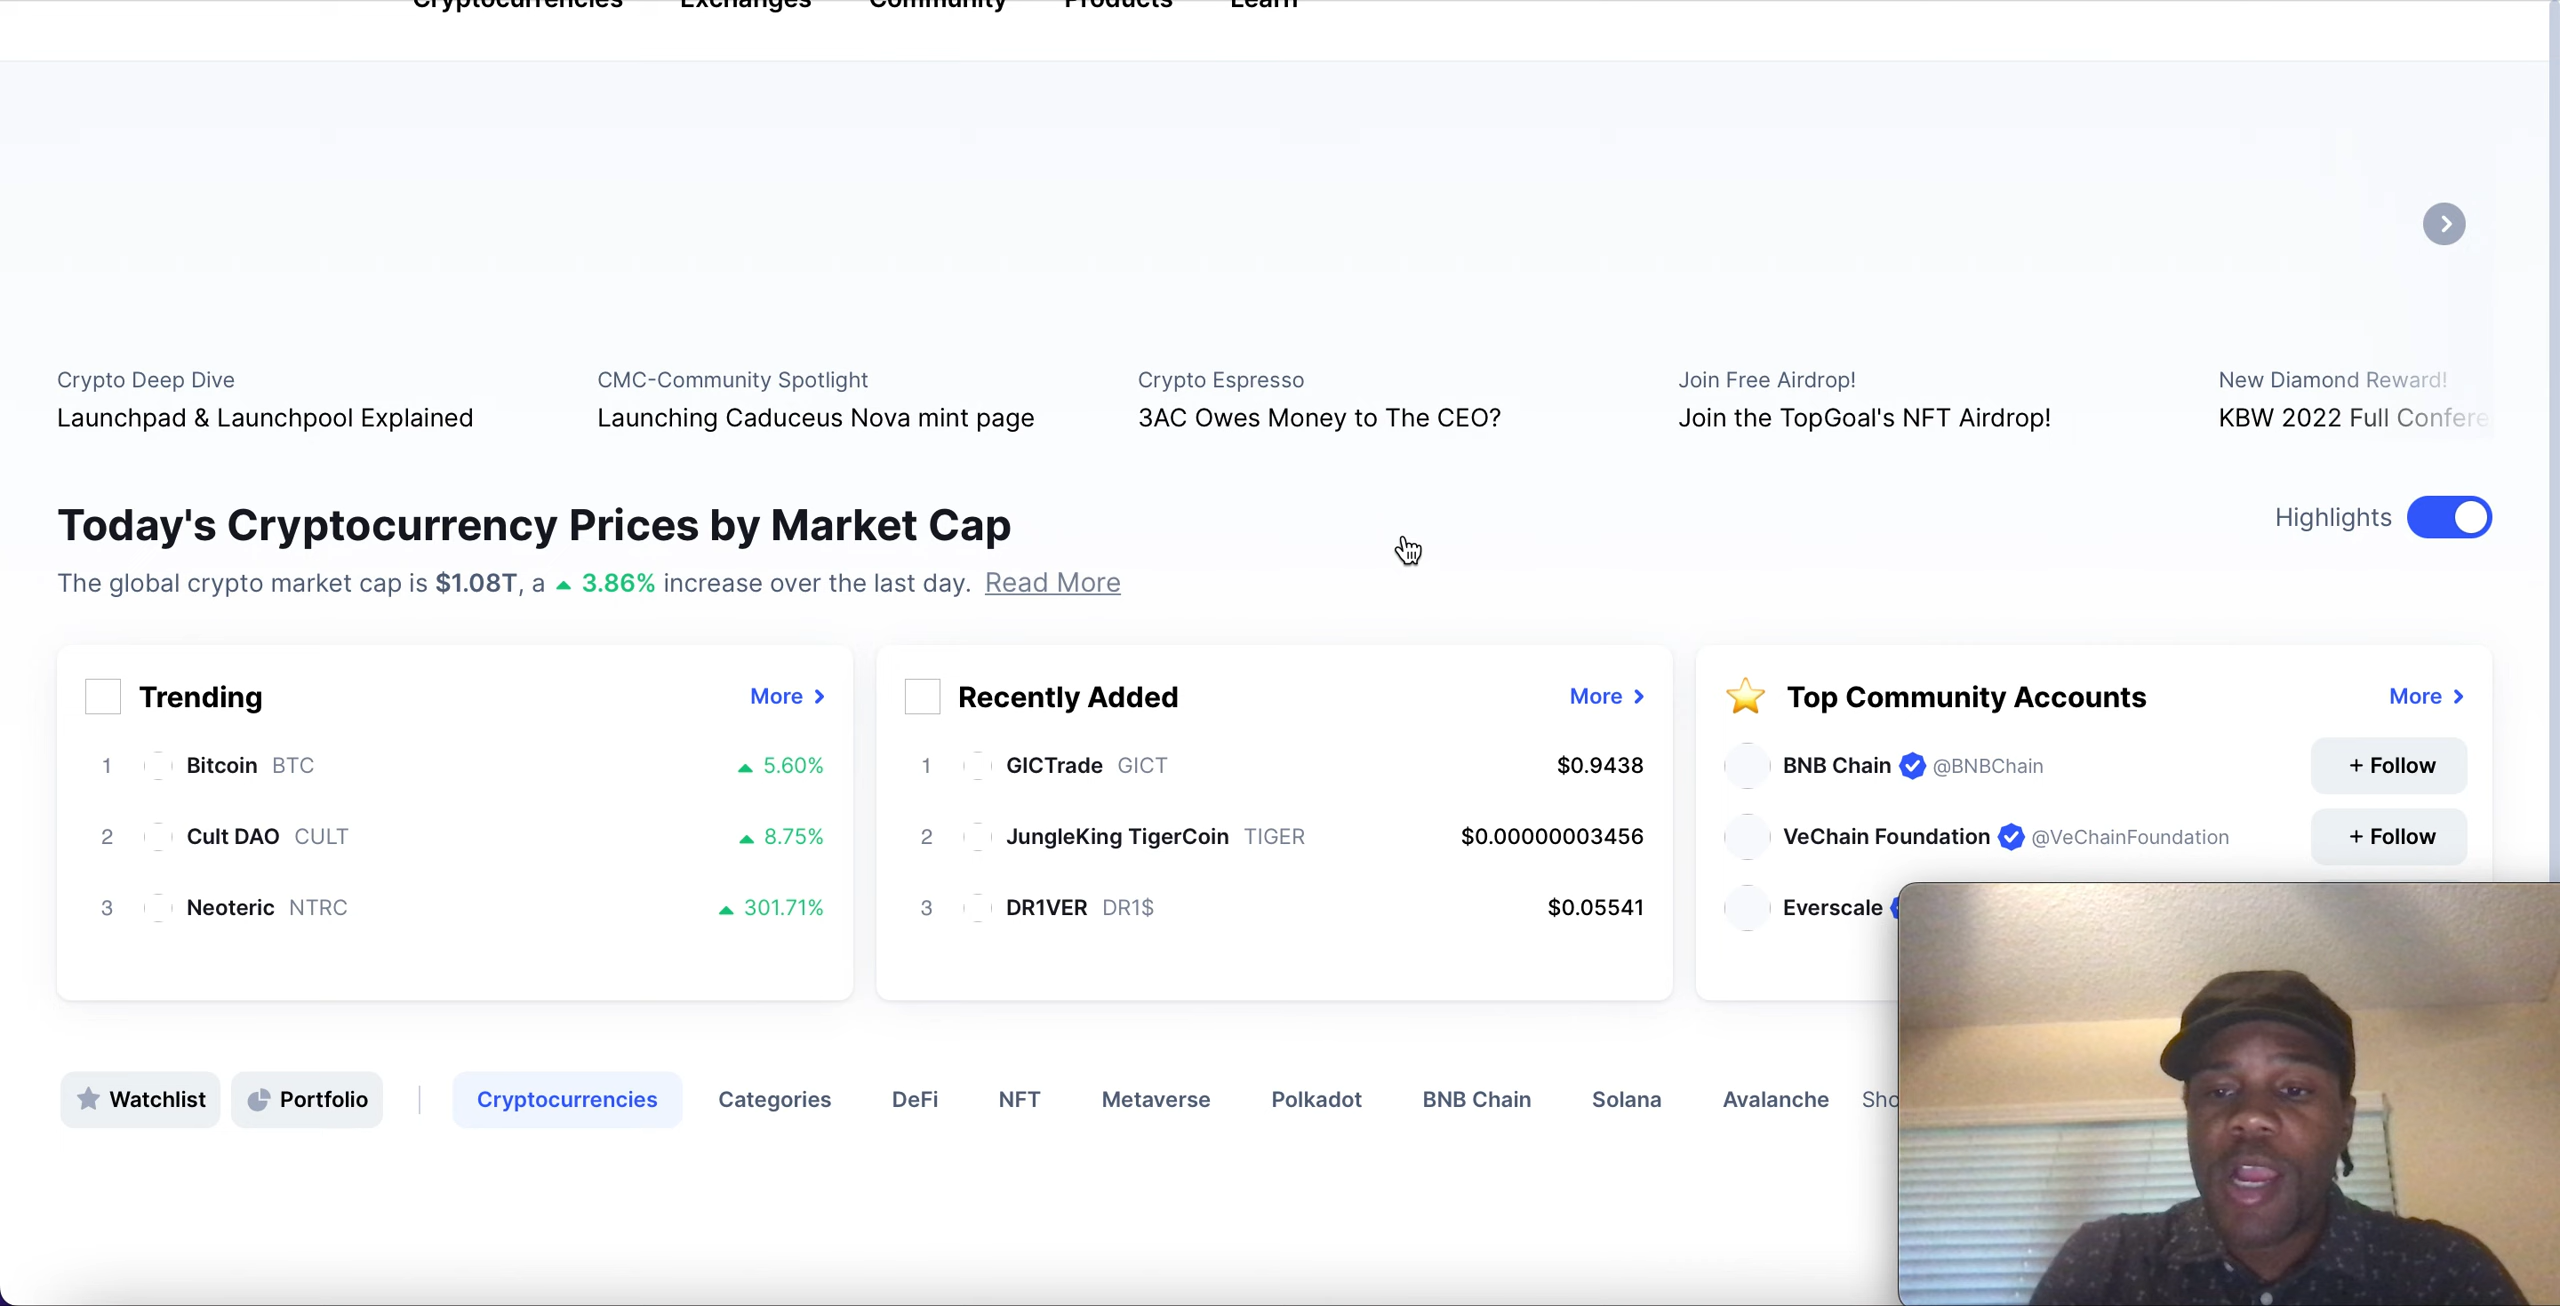 Cryptocurrencies Exchanges Community Products Learn
Crypto Deep Dive
Launchpad & Launchpool Explained
CMC-Community Spotlight
Launching Caduceus Nova mint page
Crypto Espresso
3AC Owes Money to The CEO?
Join Free Airdrop!
Join the TopGoal's NFT Airdrop!
New Diamond Reward!
KBW 2022 Full Confere
Today's Cryptocurrency Prices by Market Cap
Highlights
The global crypto market cap is $1.08T, a 3.86% increase over the last day. Read More
Trending More
1 Bitcoin BTC 5.60%
2 Cult DAO CULT 8.75%
3 Neoteric NTRC 301.71%
Recently Added More
1 GICTrade GICT $0.9438
2 JungleKing TigerCoin TIGER $0.00000003456
3 DR1VER DR1$ $0.05541
Top Community Accounts More
BNB Chain @BNBChain + Follow
VeChain Foundation @VeChainFoundation + Follow
Everscale
Watchlist Portfolio Cryptocurrencies Categories DeFi NFT Metaverse Polkadot BNB Chain Solana Avalanche Sho